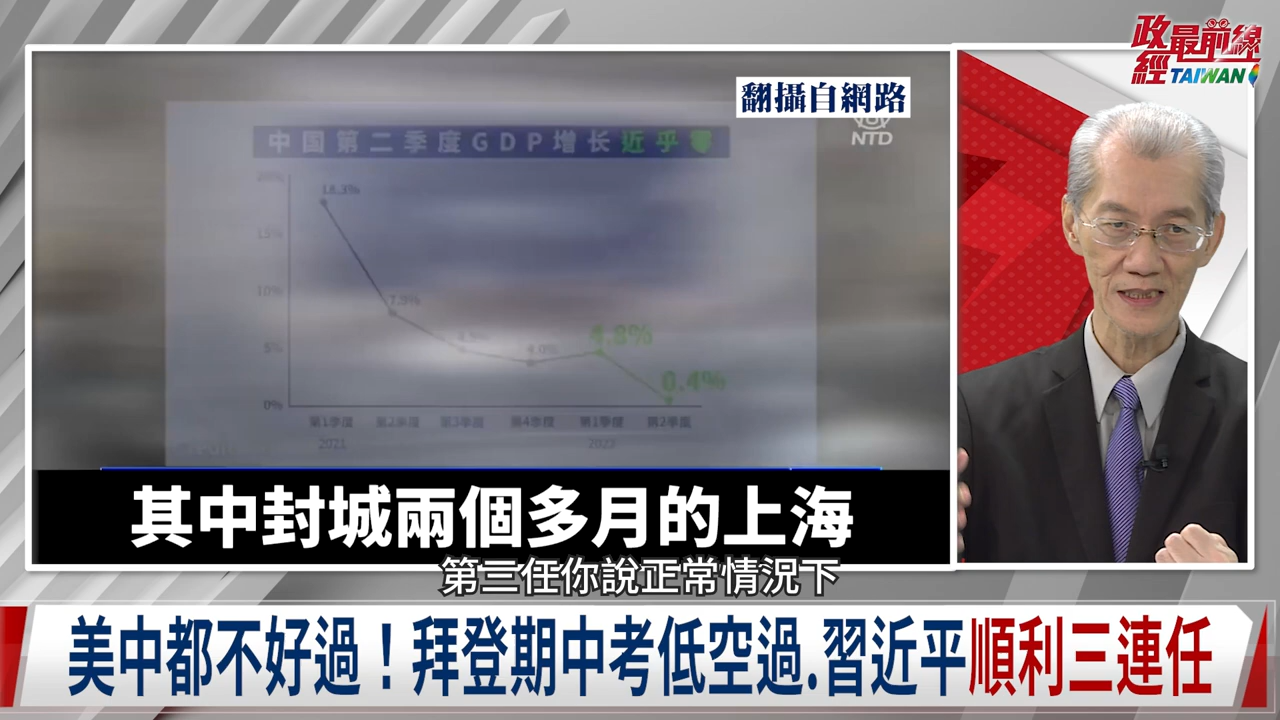 政經最前線
TAIWAN
翻攝自網路
NTD
中国第二季度GDP增长近乎零
20%
15%
10%
5%
0%
18.3%
7.9%
4.0%
4.8%
0.4%
第1季度
第2季度
第3季度
第4季度
第1季度
第2季度
2021
2022
其中封城兩個多月的上海
第三任你說正常情況下
美中都不好過！拜登期中考低空過.習近平順利三連任